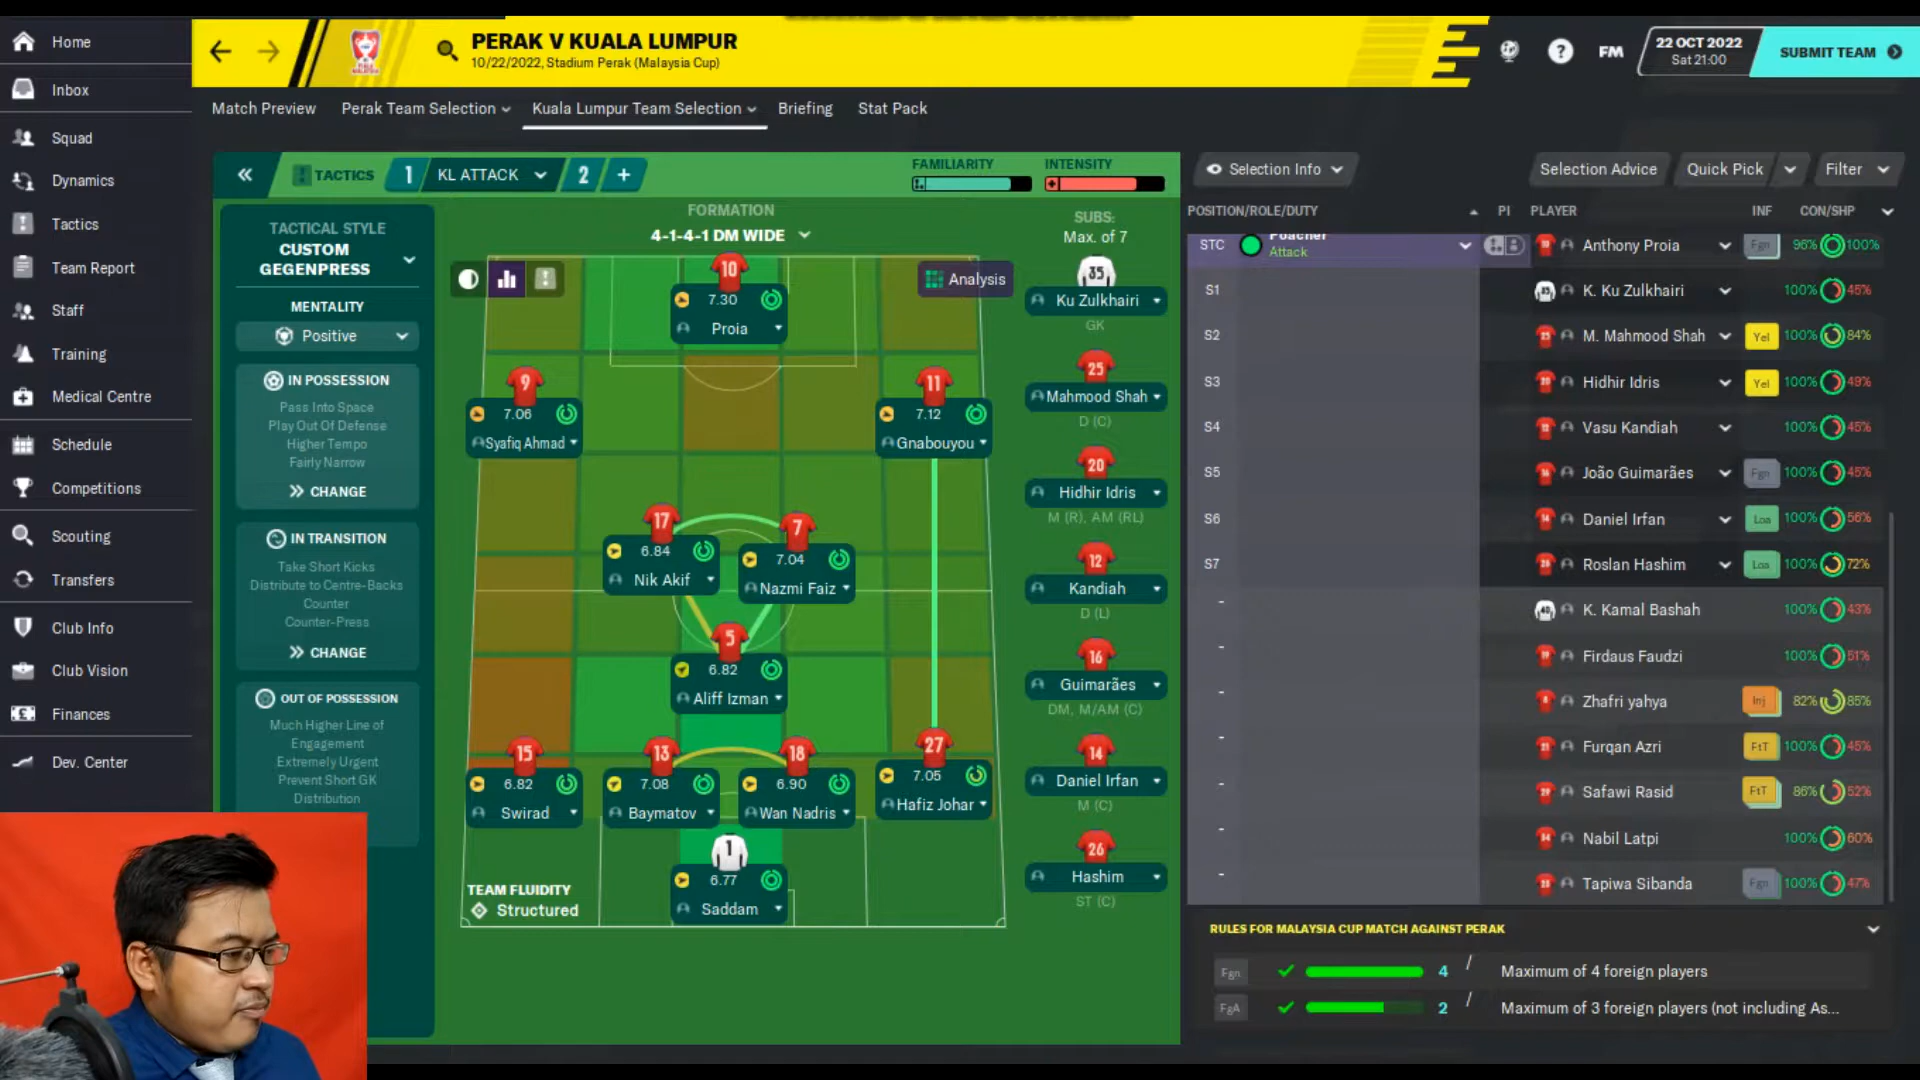 Home
Inbox
Squad
Dynamics
Tactics
Team Report
Staff
Training
Medical Centre
Schedule
Competitions
Scouting
Transfers
Club Info
Club Vision
Finances
Dev. Center
PERAK V KUALA LUMPUR
10/22/2022, Stadium Perak (Malaysia Cup)
FM
22 OCT 2022
Sat 21:00
SUBMIT TEAM
Match Preview
Perak Team Selection
Kuala Lumpur Team Selection
Briefing
Stat Pack
TACTICS
1
KL ATTACK
2
+
FAMILIARITY
INTENSITY
TACTICAL STYLE
CUSTOM
GEGENPRESS
MENTALITY
Positive
IN POSSESSION
Pass Into Space
Play Out Of Defense
Higher Tempo
Fairly Narrow
CHANGE
IN TRANSITION
Take Short Kicks
Distribute to Centre-Backs
Counter
Counter-Press
CHANGE
OUT OF POSSESSION
Much Higher Line of
Engagement
Extremely Urgent
Prevent Short GK
Distribution
FORMATION
4-1-4-1 DM WIDE
Analysis
10
7.30
Proia
9
7.06
Syafiq Ahmad
11
7.12
Gnabouyou
17
6.84
Nik Akif
7
7.04
Nazmi Faiz
5
6.82
Aliff Izman
15
6.82
Swirad
13
7.08
Baymatov
18
6.90
Wan Nadris
27
7.05
Hafiz Johar
1
6.77
Saddam
TEAM FLUIDITY
Structured
SUBS:
Max. of 7
35
Ku Zulkhairi
GK
25
Mahmood Shah
D (C)
20
Hidhir Idris
M (R), AM (RL)
12
Kandiah
D (L)
16
Guimarães
DM, M/AM (C)
14
Daniel Irfan
M (C)
26
Hashim
ST (C)
Selection Info
Selection Advice
Quick Pick
Filter
POSITION/ROLE/DUTY PI PLAYER INF CON/SHP
STC Poacher Attack Anthony Proia Fgn 96% 100%
S1 K. Ku Zulkhairi 100% 45%
S2 M. Mahmood Shah Yel 100% 84%
S3 Hidhir Idris Yel 100% 49%
S4 Vasu Kandiah 100% 45%
S5 João Guimarães Fgn 100% 45%
S6 Daniel Irfan Loa 100% 56%
S7 Roslan Hashim Loa 100% 72%
- K. Kamal Bashah 100% 43%
- Firdaus Faudzi 100% 51%
- Zhafri yahya Inj 82% 85%
- Furqan Azri FtT 100% 45%
- Safawi Rasid FtT 86% 52%
- Nabil Latpi 100% 60%
- Tapiwa Sibanda Fgn 100% 47%
RULES FOR MALAYSIA CUP MATCH AGAINST PERAK
Fgn 4 / Maximum of 4 foreign players
FgA 2 / Maximum of 3 foreign players (not including As...